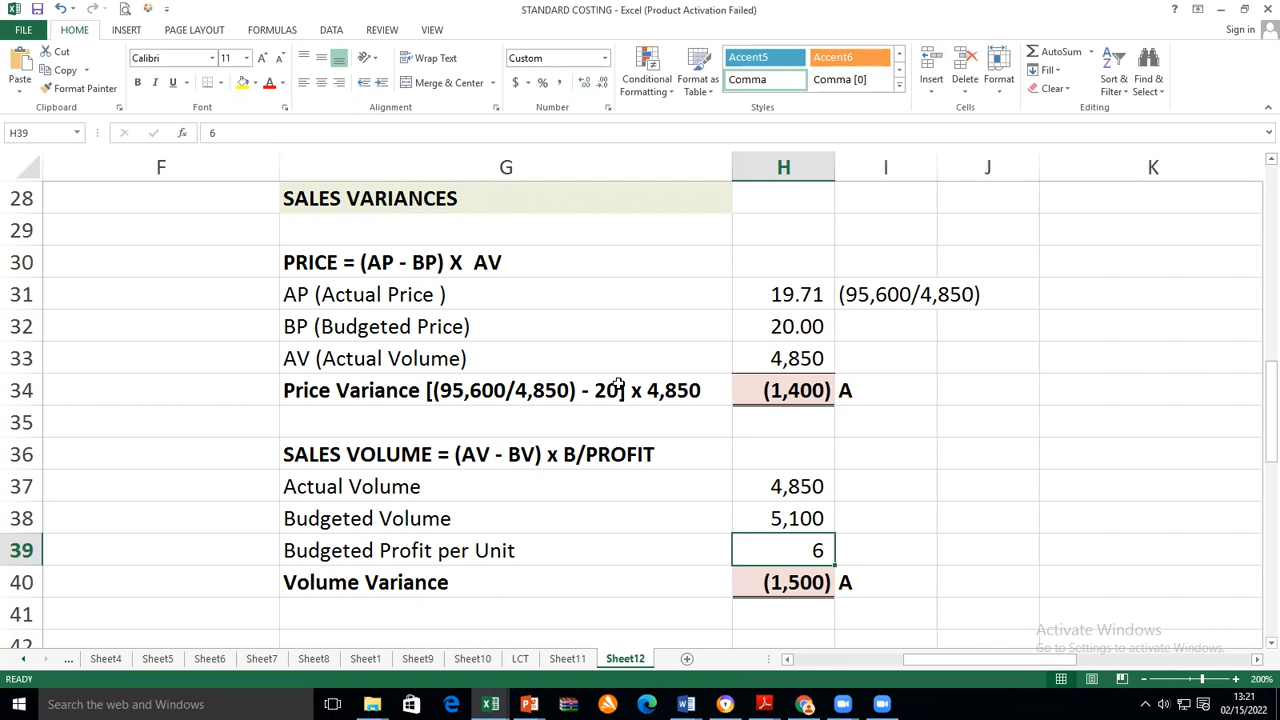 STANDARD COSTING - Excel (Product Activation Failed)
FILE HOME INSERT PAGE LAYOUT FORMULAS DATA REVIEW VIEW Sign in
Paste
Cut
Copy
Format Painter
Clipboard
Calibri 11
B I U
Font
Wrap Text
Merge & Center
Alignment
Custom
$ % ,
Number
Conditional Formatting
Format as Table
Accent5 Accent6
Comma Comma [0]
Styles
Insert Delete Format
Cells
AutoSum
Fill
Clear
Sort & Filter
Find & Select
Editing
H39 fx 6
F G H I J K
28 SALES VARIANCES
29
30 PRICE = (AP - BP) X AV
31 AP (Actual Price ) 19.71 (95,600/4,850)
32 BP (Budgeted Price) 20.00
33 AV (Actual Volume) 4,850
34 Price Variance [(95,600/4,850) - 20] x 4,850 (1,400) A
35
36 SALES VOLUME = (AV - BV) x B/PROFIT
37 Actual Volume 4,850
38 Budgeted Volume 5,100
39 Budgeted Profit per Unit 6
40 Volume Variance (1,500) A
41
42
Activate Windows
Go to Settings to activate Windows.
... Sheet4 Sheet5 Sheet6 Sheet7 Sheet8 Sheet1 Sheet9 Sheet10 LCT Sheet11 Sheet12
READY 200%
Search the web and Windows
13:21
02/15/2022